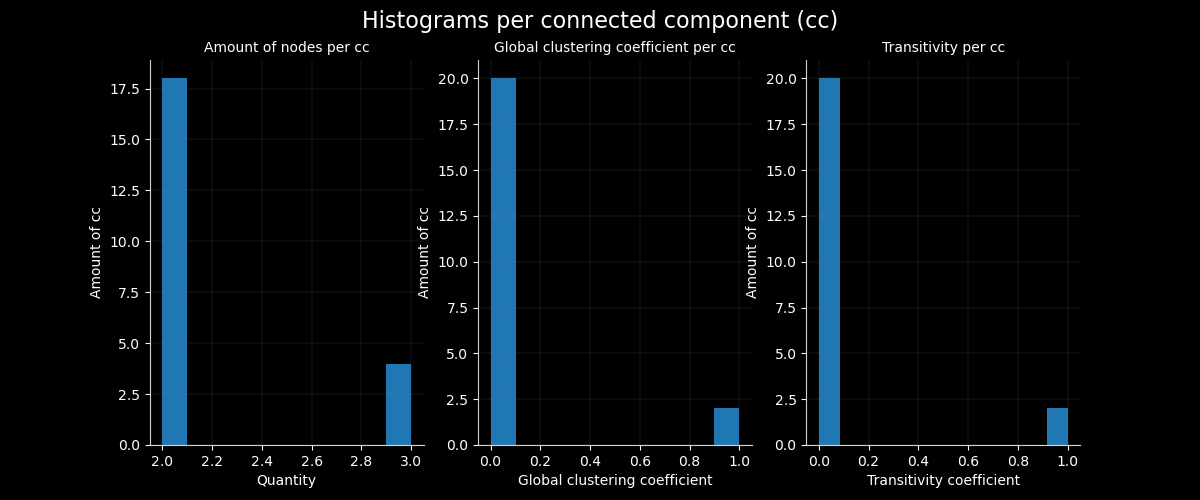 Histograms per connected component (cc)
Amount of nodes per cc
Global clustering coefficient per cc
Transitivity per cc
Amount of cc
17.5
15.0
12.5
10.0
7.5
5.0
2.5
0.0
2.0 2.2 2.4 2.6 2.8 3.0
Quantity
Amount of cc
20.0
17.5
15.0
12.5
10.0
7.5
5.0
2.5
0.0
0.0 0.2 0.4 0.6 0.8 1.0
Global clustering coefficient
Amount of cc
20.0
17.5
15.0
12.5
10.0
7.5
5.0
2.5
0.0
0.0 0.2 0.4 0.6 0.8 1.0
Transitivity coefficient